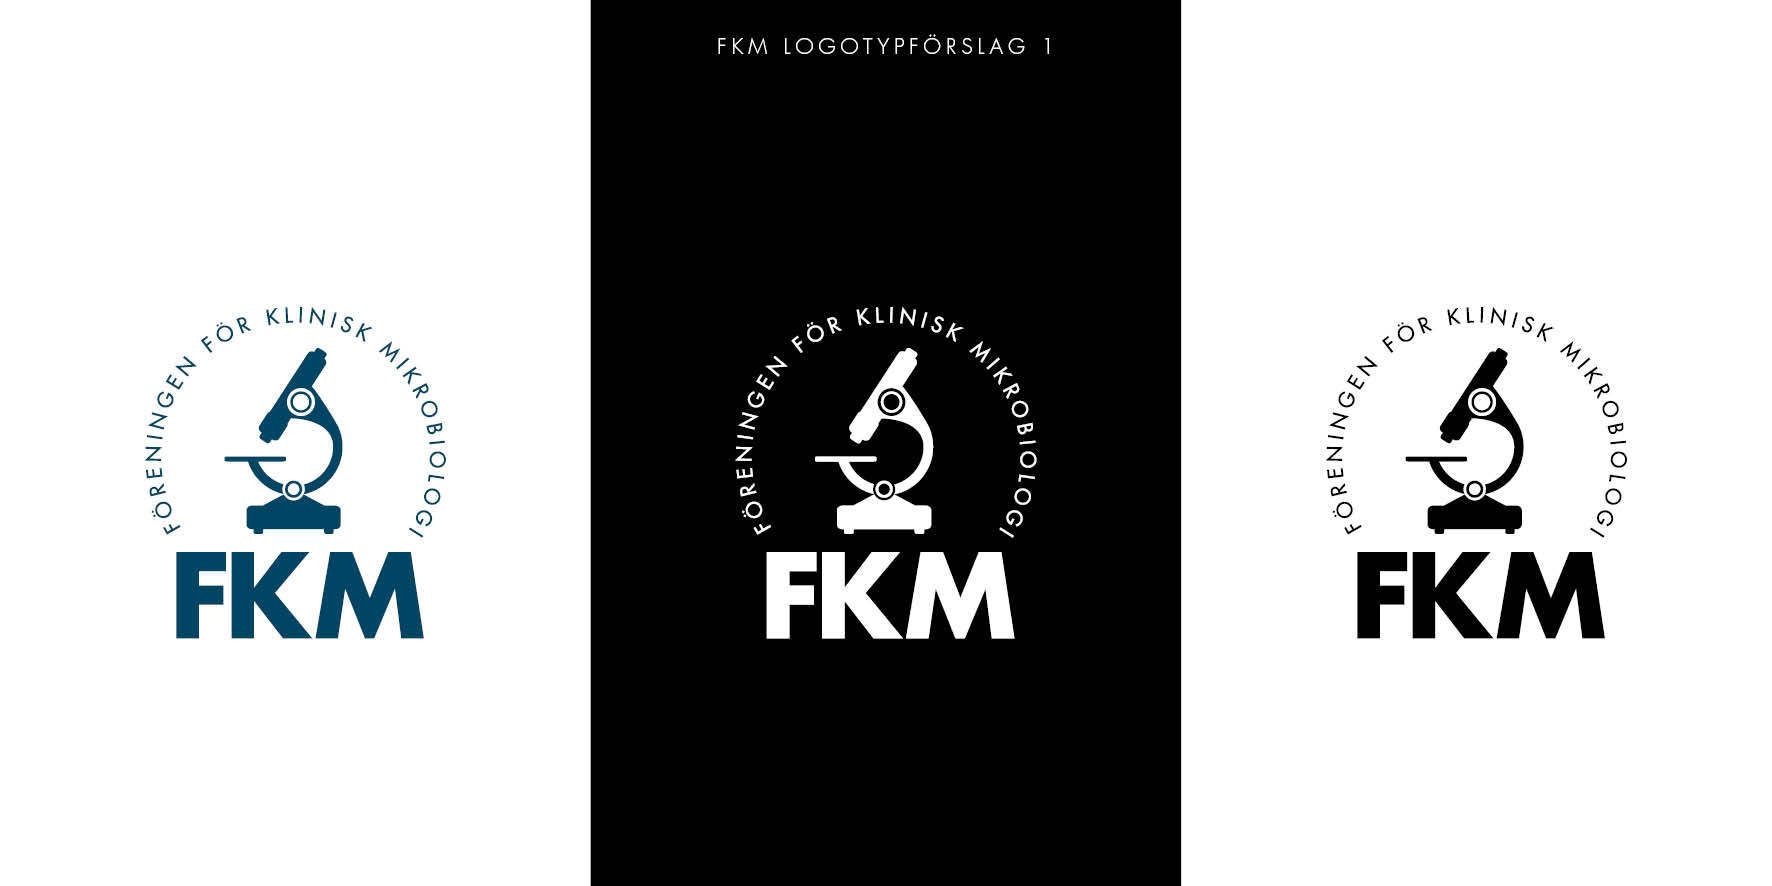 FKM LOGOTYPFÖRSLAG 1
FÖRENINGEN FÖR KLINISK MIKROBIOLOGI
FKM
FÖRENINGEN FÖR KLINISK MIKROBIOLOGI
FKM
FÖRENINGEN FÖR KLINISK MIKROBIOLOGI
FKM